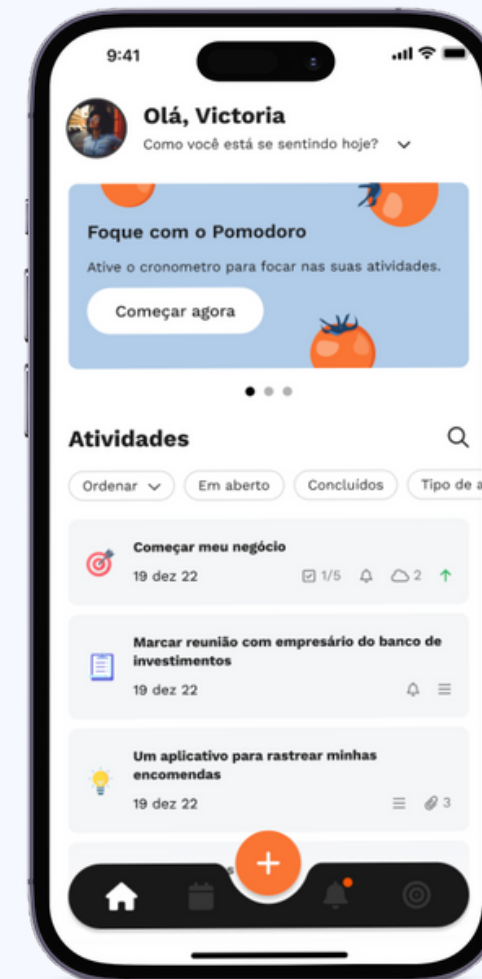 9:41
Olá, Victoria
Como você está se sentindo hoje?
Foque com o Pomodoro
Ative o cronometro para focar nas suas atividades.
Começar agora
Atividades
Ordenar Em aberto Concluídos Tipo de a
Começar meu negócio
19 dez 22 1/5 2
Marcar reunião com empresário do banco de
investimentos
19 dez 22
Um aplicativo para rastrear minhas
encomendas
19 dez 22 3